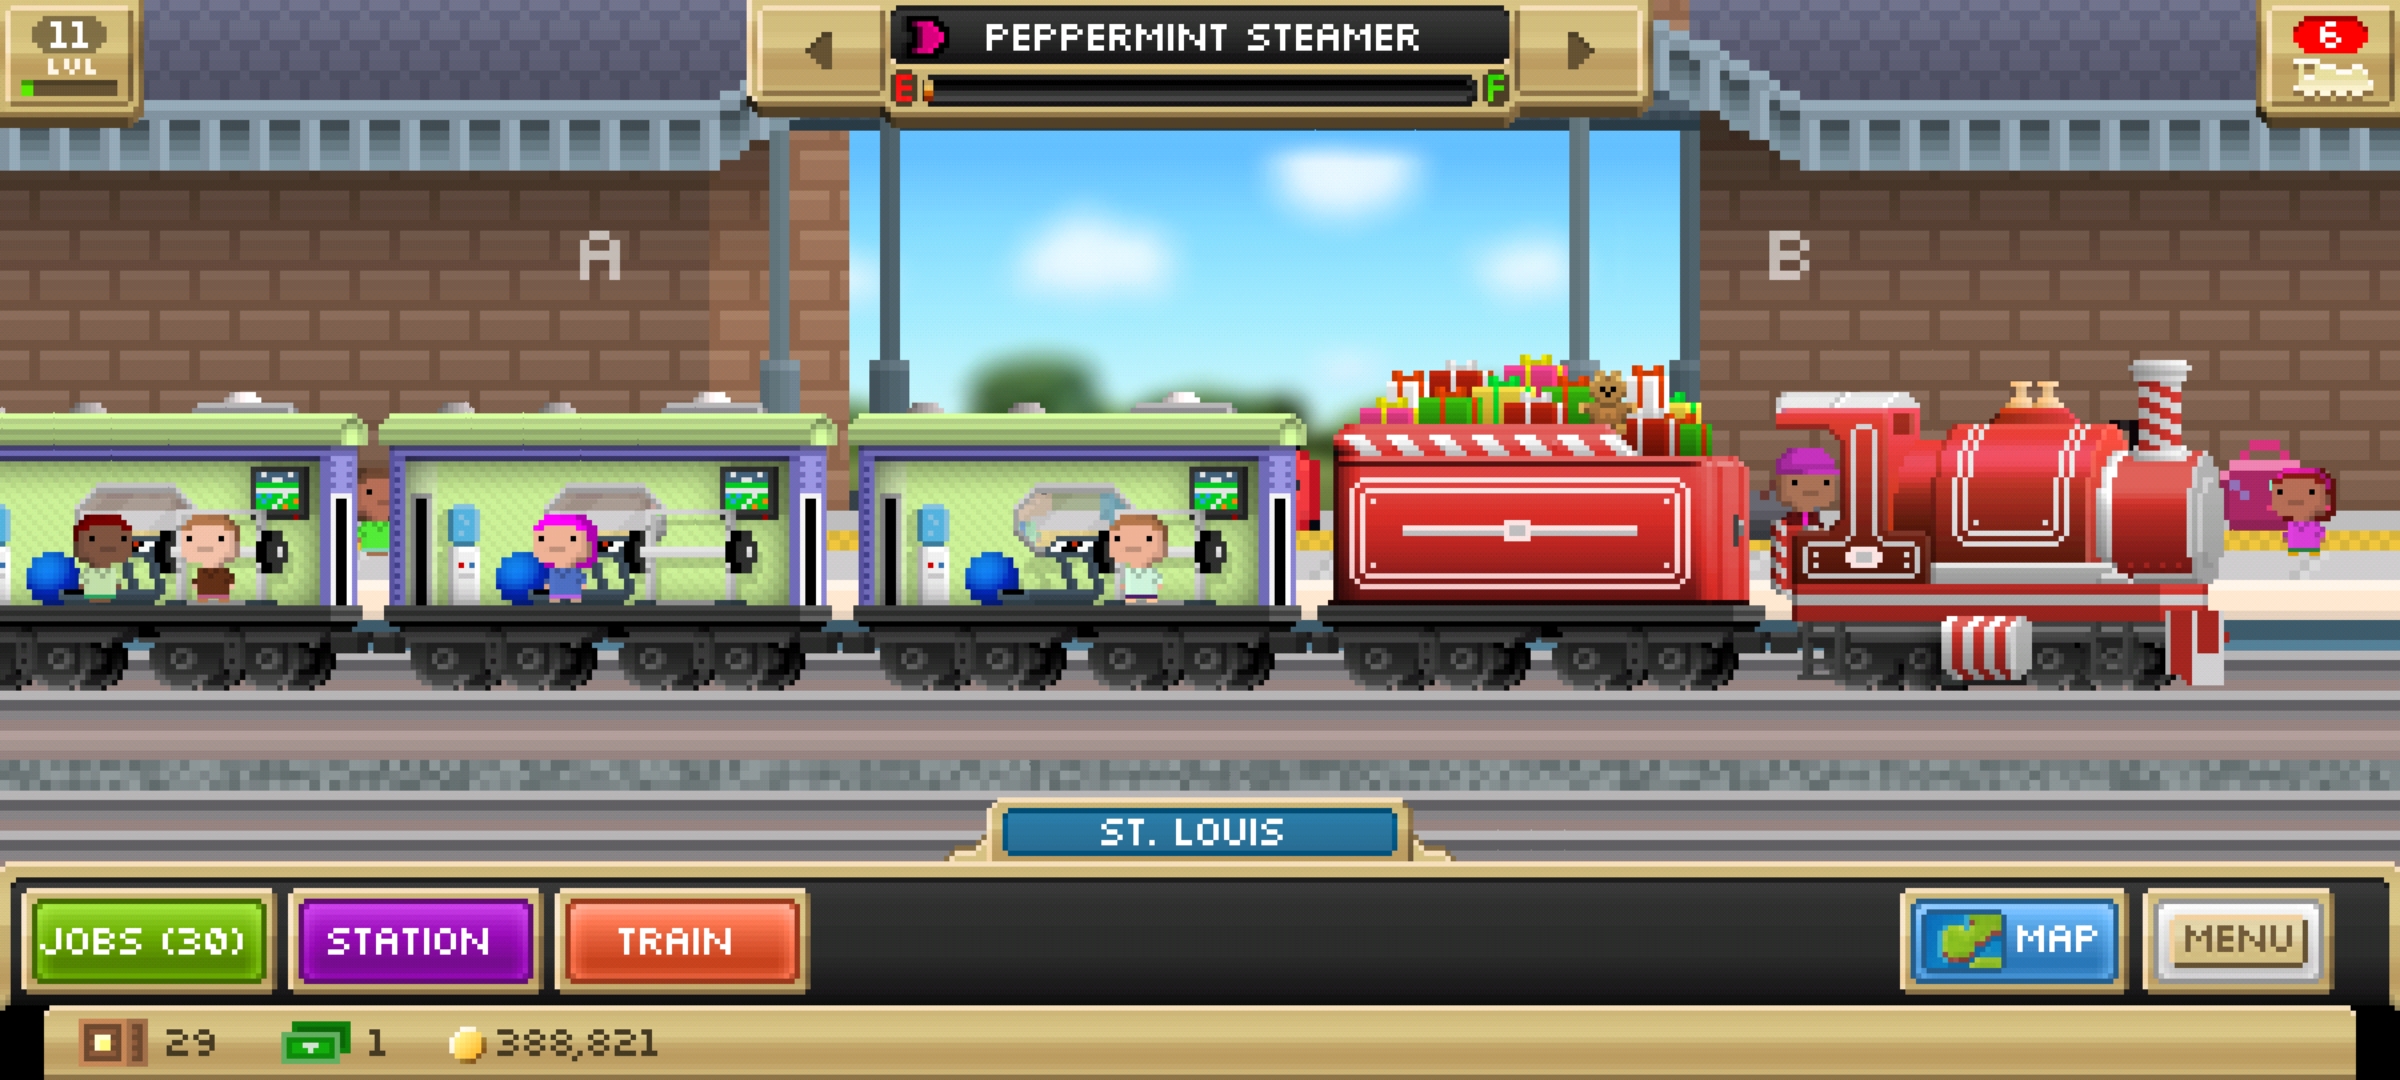 11
LVL
PEPPERMINT STEAMER
E F
6
A
B
ST. LOUIS
JOBS (30)
STATION
TRAIN
MAP
MENU
29
1
388,821